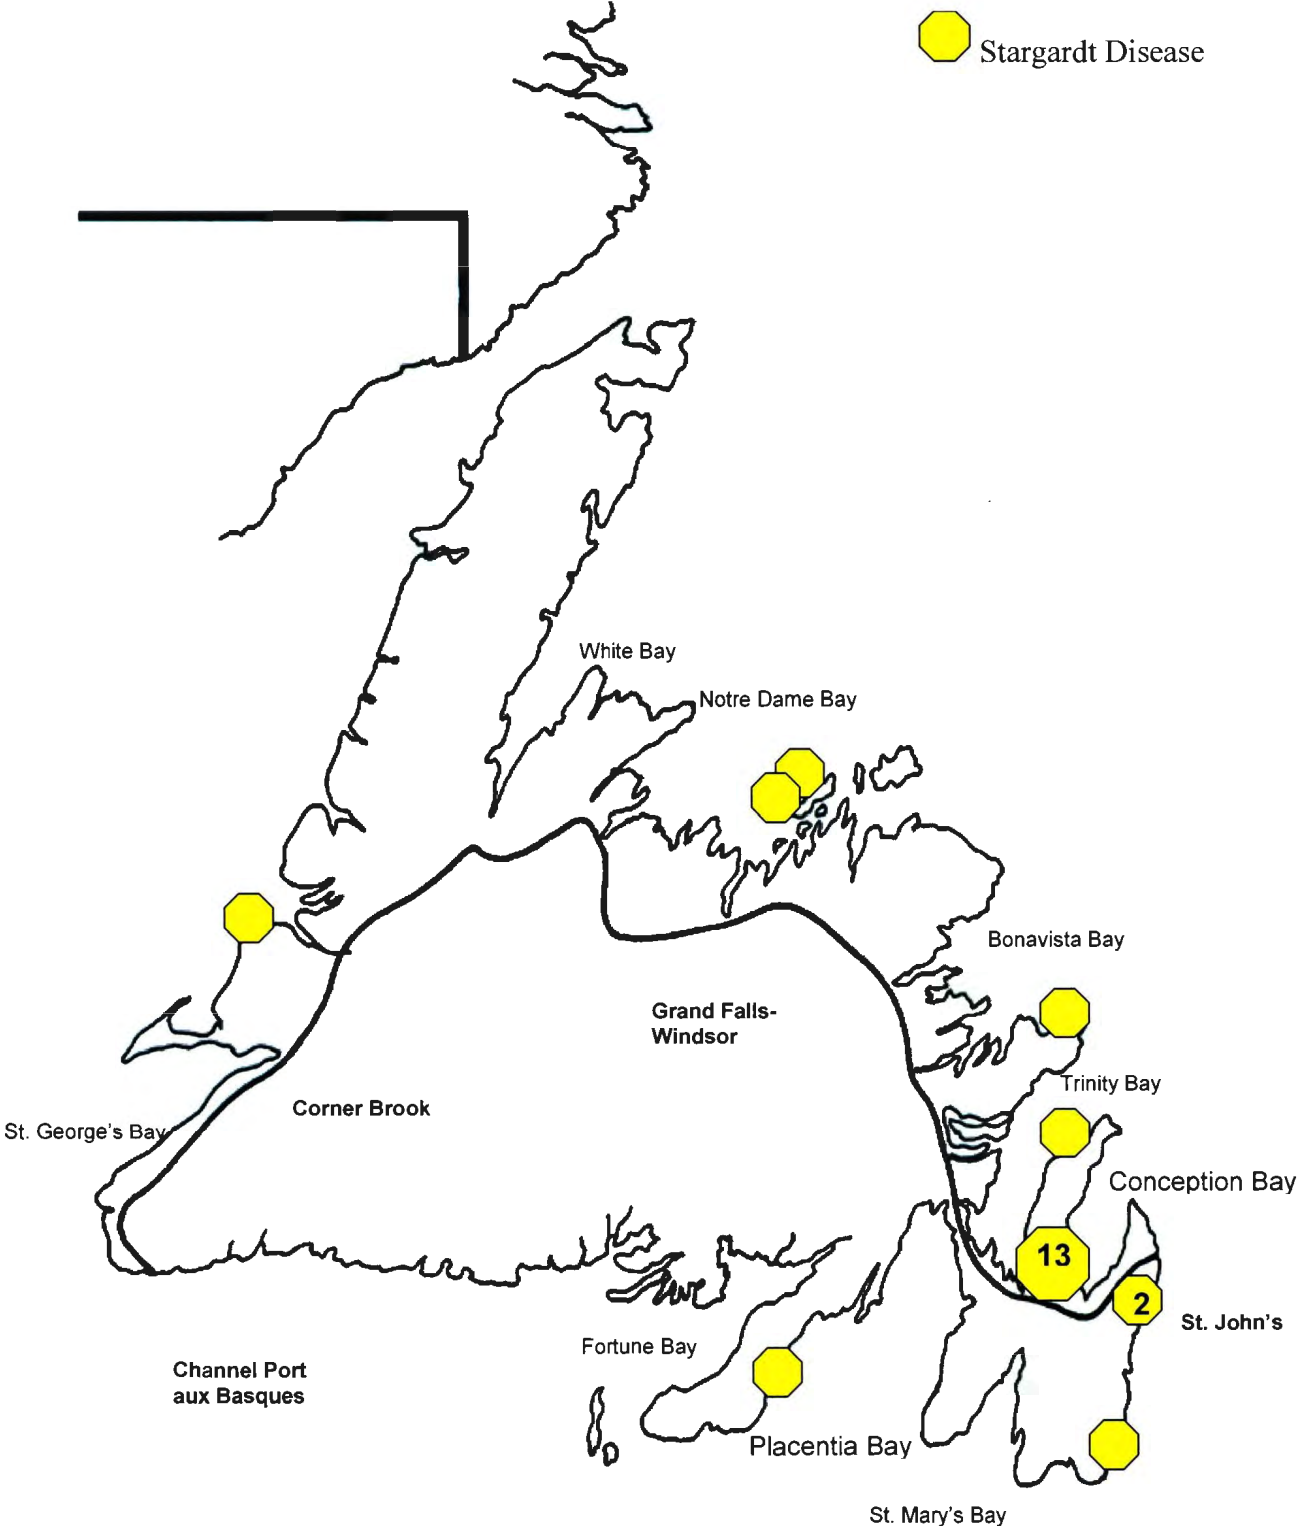 Stargardt Disease
White Bay
Notre Dame Bay
Bonavista Bay
Grand Falls-
Windsor
Trinity Bay
Corner Brook
St. George's Bay
Conception Bay
13
2
St. John's
Fortune Bay
Channel Port
aux Basques
Placentia Bay
St. Mary's Bay